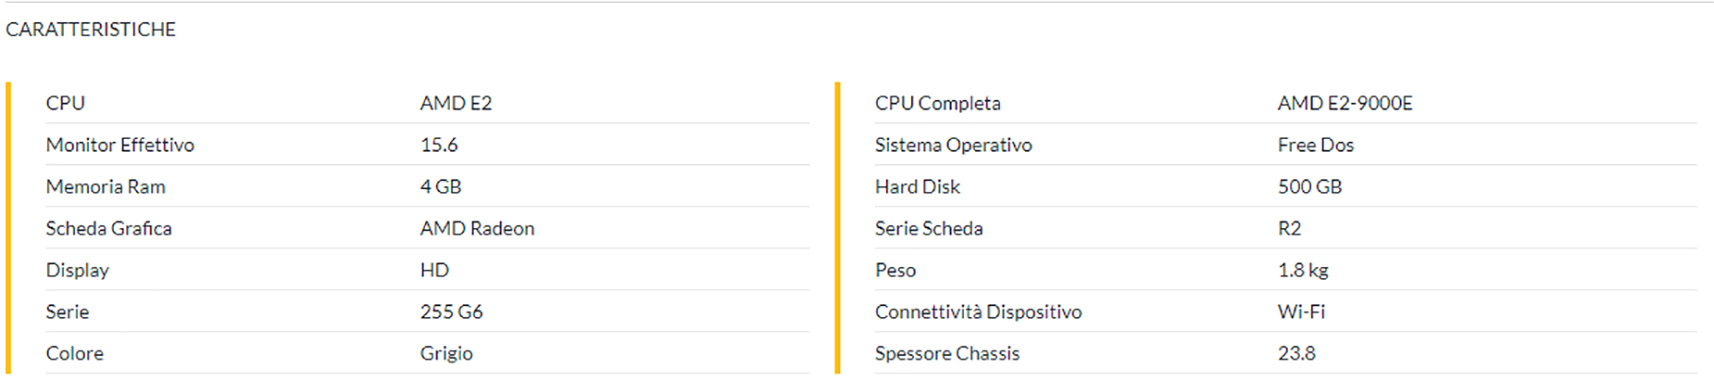 CARATTERISTICHE
CPU AMD E2 CPU Completa AMD E2-9000E
Monitor Effettivo 15.6 Sistema Operativo Free Dos
Memoria Ram 4 GB Hard Disk 500 GB
Scheda Grafica AMD Radeon Serie Scheda R2
Display HD Peso 1.8 kg
Serie 255 G6 Connettività Dispositivo Wi-Fi
Colore Grigio Spessore Chassis 23.8